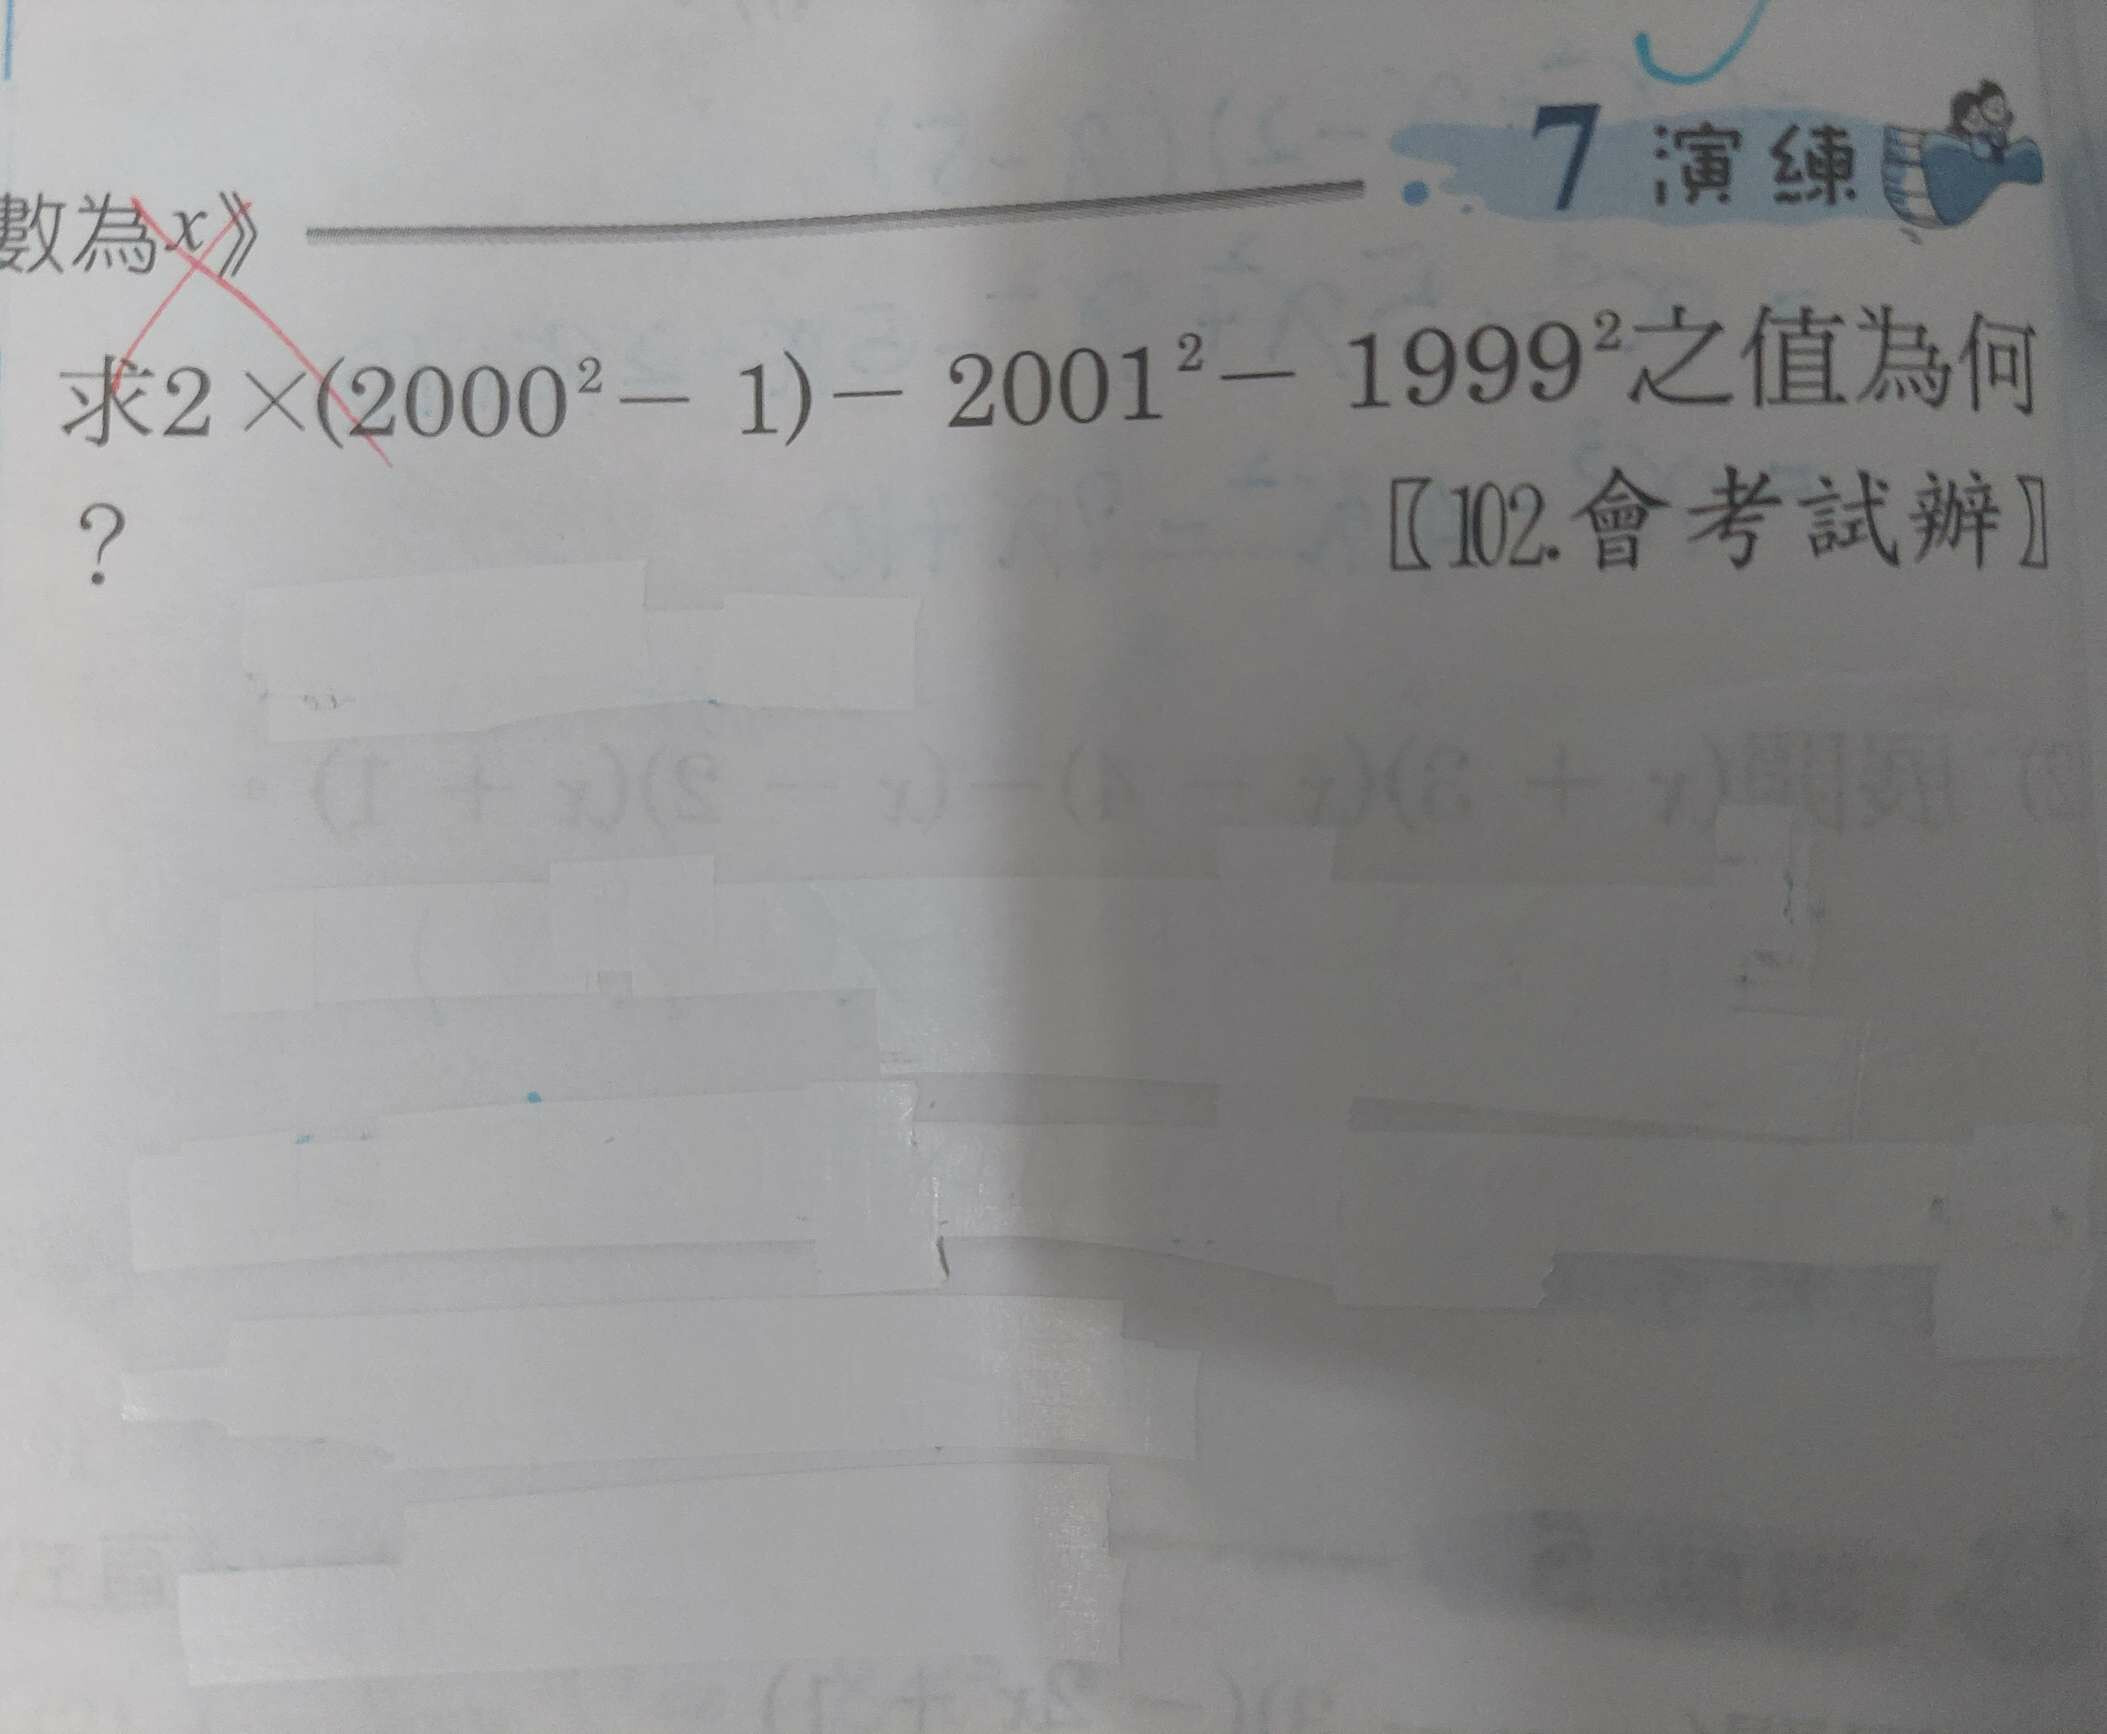 7 演練
數為x》
求2×(2000²－1)－2001²－1999²之值為何
？ 〖102.會考試辦〗